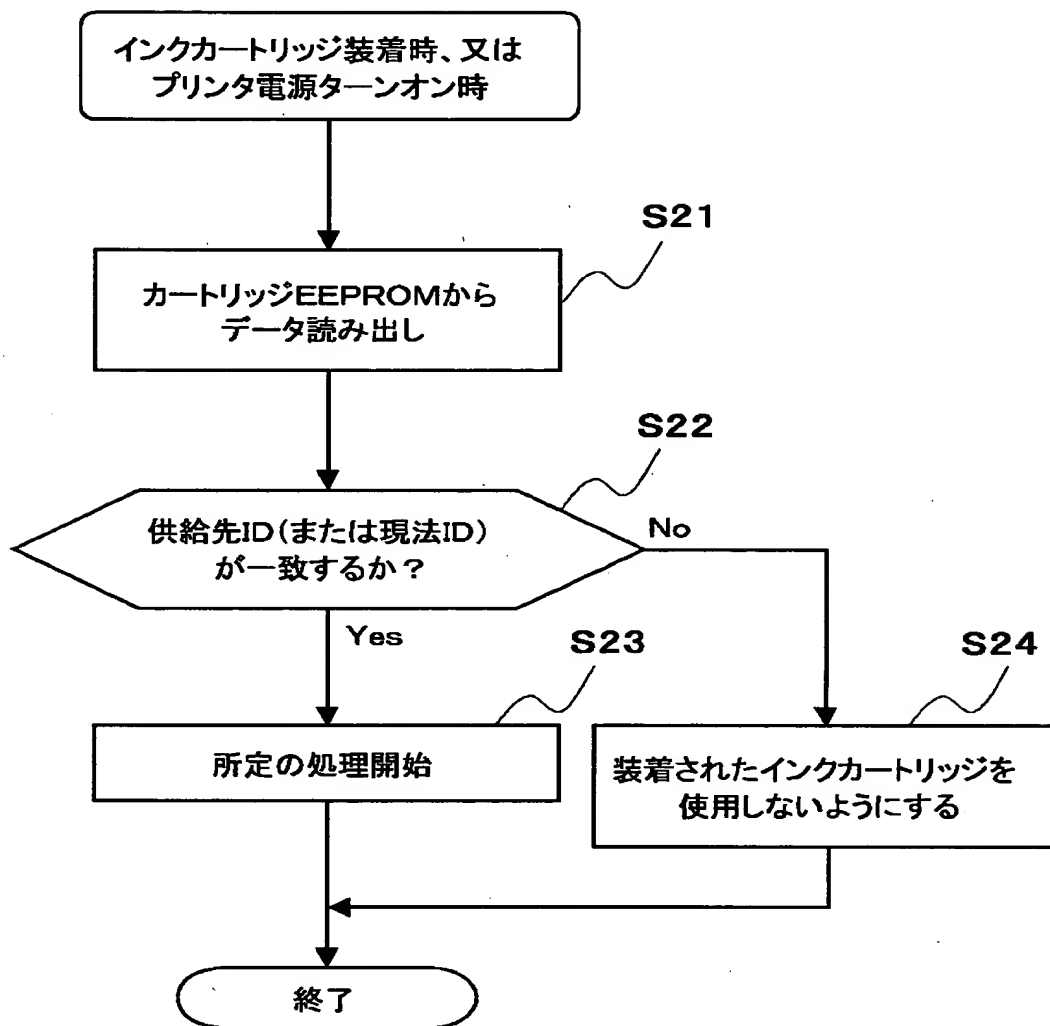 インクカートリッジ装着時、又は
プリンタ電源ターンオン時
S21
カートリッジEEPROMから
データ読み出し
S22
供給先ID(または現法ID)
が一致するか?
No
Yes
S23
所定の処理開始
S24
装着されたインクカートリッジを
使用しないようにする
終了